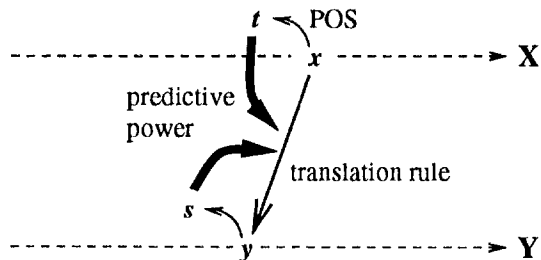 t POS
x X
predictive
power
translation rule
s
y Y